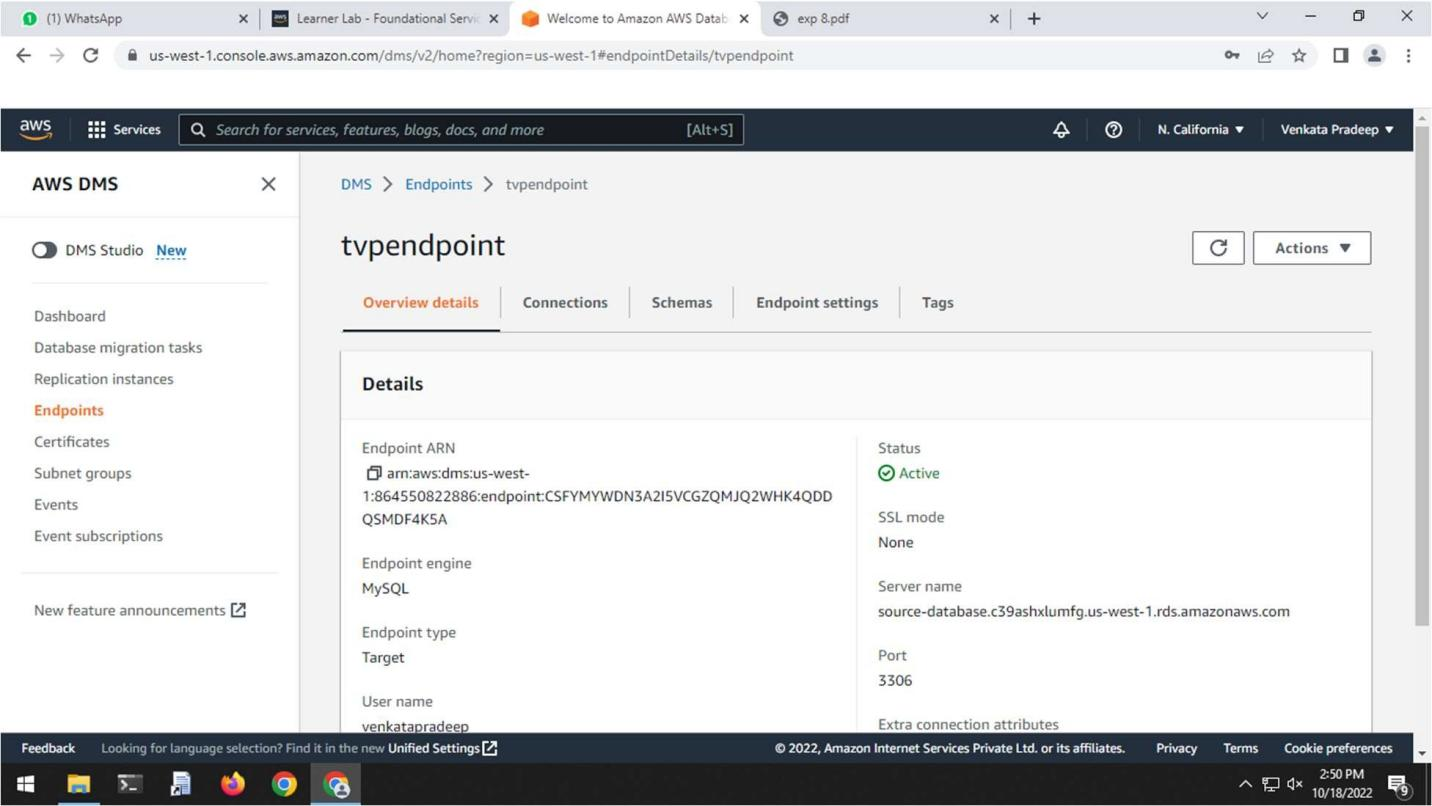 (1) WhatsApp
Learner Lab - Foundational Servic
Welcome to Amazon AWS Datab
exp 8.pdf
us-west-1.console.aws.amazon.com/dms/v2/home?region=us-west-1#endpointDetails/tvpendpoint
aws
Services
Search for services, features, blogs, docs, and more
[Alt+S]
N. California ▼
Venkata Pradeep ▼
AWS DMS
DMS Studio New
Dashboard
Database migration tasks
Replication instances
Endpoints
Certificates
Subnet groups
Events
Event subscriptions
New feature announcements
DMS > Endpoints > tvpendpoint
tvpendpoint
Actions ▼
Overview details
Connections
Schemas
Endpoint settings
Tags
Details
Endpoint ARN
arn:aws:dms:us-west-
1:864550822886:endpoint:CSFYMYWDN3A2I5VCGZQMJQ2WHK4QDD
QSMDF4K5A
Endpoint engine
MySQL
Endpoint type
Target
User name
venkatapradeep
Status
Active
SSL mode
None
Server name
source-database.c39ashxlumfg.us-west-1.rds.amazonaws.com
Port
3306
Extra connection attributes
Feedback
Looking for language selection? Find it in the new Unified Settings
© 2022, Amazon Internet Services Private Ltd. or its affiliates.
Privacy
Terms
Cookie preferences
2:50 PM
10/18/2022
9